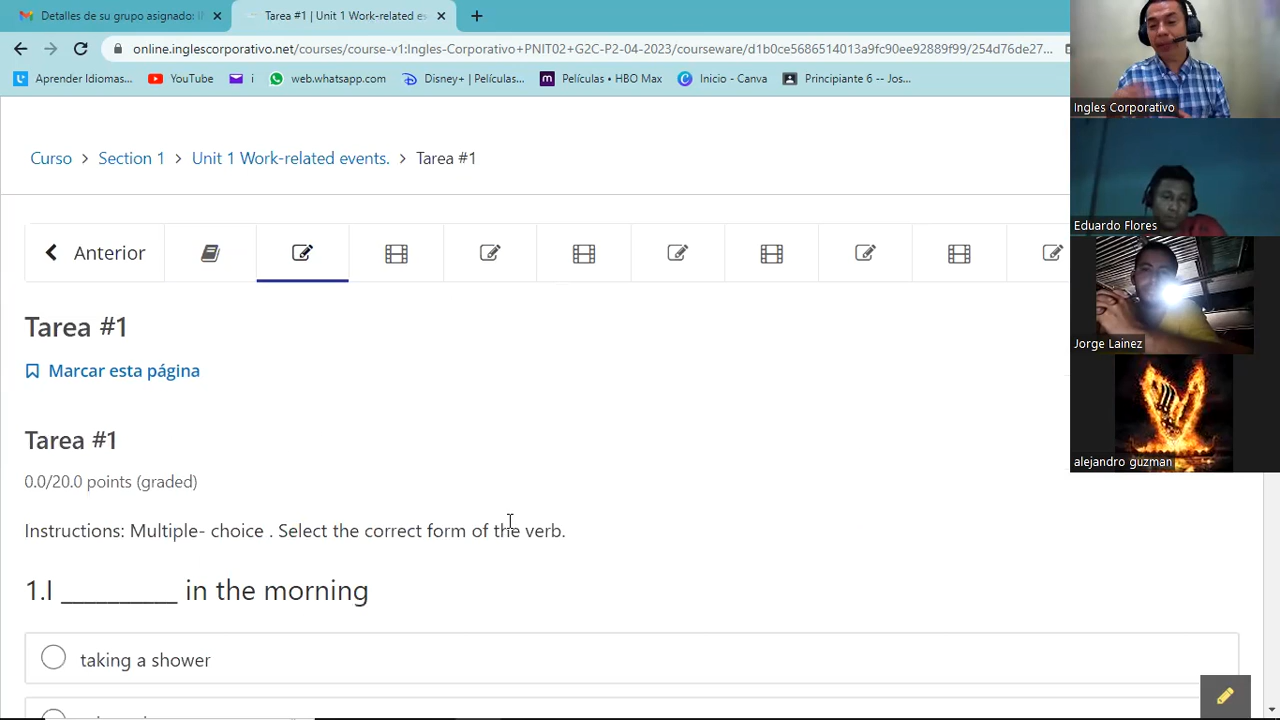 Detalles de su grupo asignado: I
Tarea #1 | Unit 1 Work-related es
online.inglescorporativo.net/courses/course-v1:Ingles-Corporativo+PNIT02+G2C-P2-04-2023/courseware/d1b0ce5686514013a9fc90ee92889f99/254d76de27...
Aprender Idiomas...
YouTube
i
web.whatsapp.com
Disney+ | Películas...
Películas • HBO Max
Inicio - Canva
Principiante 6 -- Jos...
Ingles Corporativo
Eduardo Flores
Jorge Lainez
alejandro guzman
Curso > Section 1 > Unit 1 Work-related events. > Tarea #1
Anterior
Tarea #1
Marcar esta página
Tarea #1
0.0/20.0 points (graded)
Instructions: Multiple- choice . Select the correct form of the verb.
1.I __________ in the morning
taking a shower